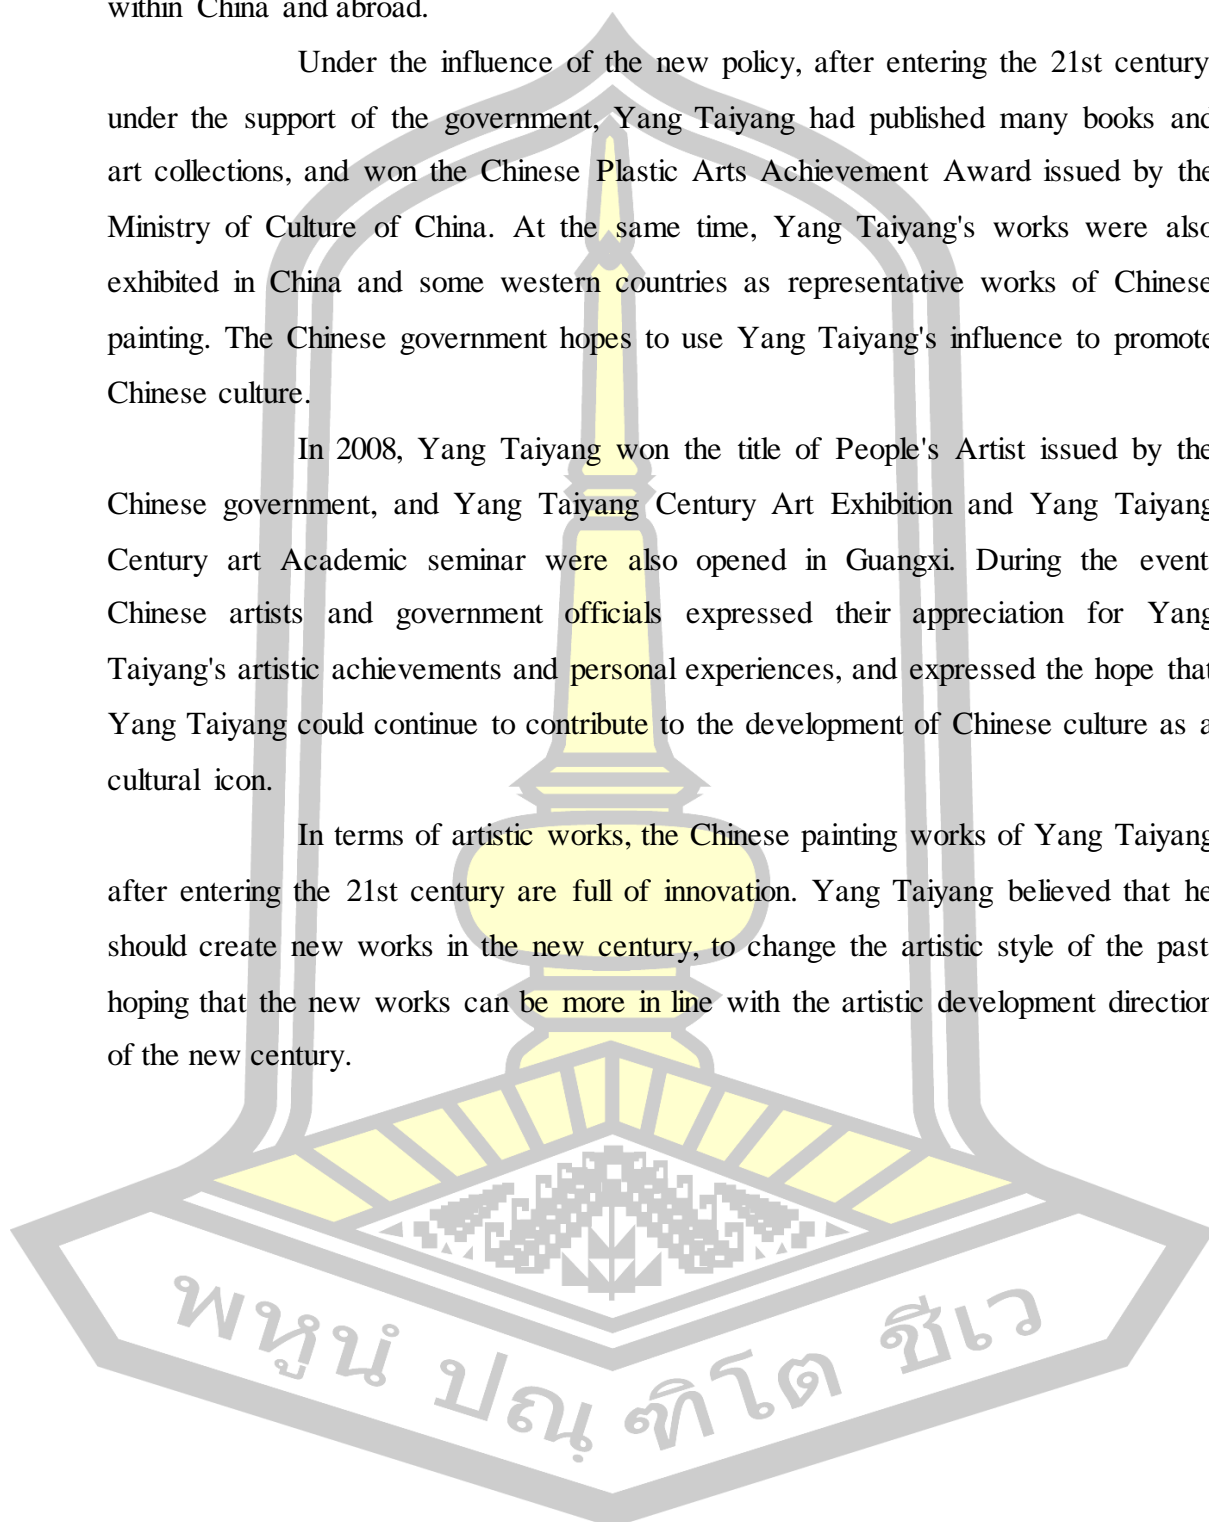 within China and abroad.
Under the influence of the new policy, after entering the 21st century
under the support of the government, Yang Taiyang had published many books and
art collections, and won the Chinese Plastic Arts Achievement Award issued by the
Ministry of Culture of China. At the same time, Yang Taiyang's works were also
exhibited in China and some western countries as representative works of Chinese
painting. The Chinese government hopes to use Yang Taiyang's influence to promote
Chinese culture.
In 2008, Yang Taiyang won the title of People's Artist issued by the
Chinese government, and Yang Taiyang Century Art Exhibition and Yang Taiyang
Century art Academic seminar were also opened in Guangxi. During the event
Chinese artists and government officials expressed their appreciation for Yang
Taiyang's artistic achievements and personal experiences, and expressed the hope that
Yang Taiyang could continue to contribute to the development of Chinese culture as a
cultural icon.
In terms of artistic works, the Chinese painting works of Yang Taiyang
after entering the 21st century are full of innovation. Yang Taiyang believed that he
should create new works in the new century, to change the artistic style of the past
hoping that the new works can be more in line with the artistic development direction
of the new century.
พหูนํ ปณฺฑิโต ชีเว